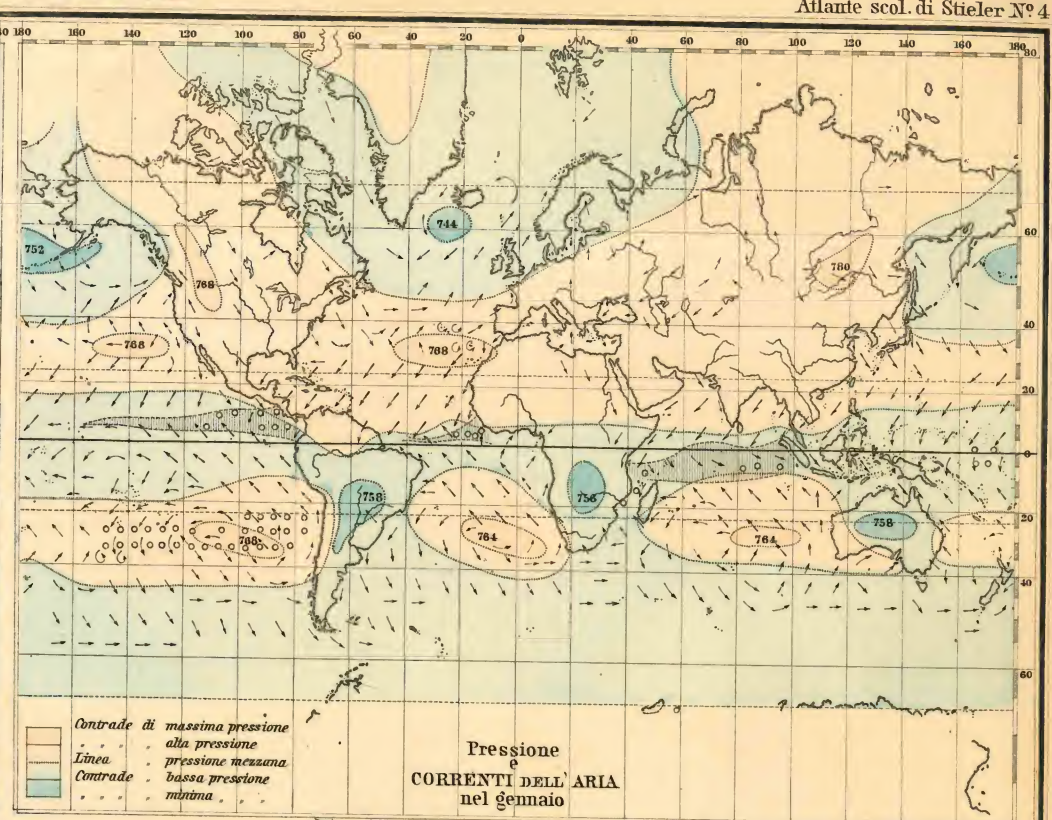 Atlante scol. di Stieler Nº 4
180 160 140 120 100 80 60 40 20 0 20 40 60 80 100 120 140 160 180
80
744
752
60
780
768
40
768
768
20
0
758
756
758
20
768
764
764
40
60
Contrade di massima pressione
" " " " alta pressione
Linea " pressione mezzana
Contrade " bassa pressione
" " " " minima " " "
Pressione
e
CORRENTI DELL' ARIA
nel gennaio